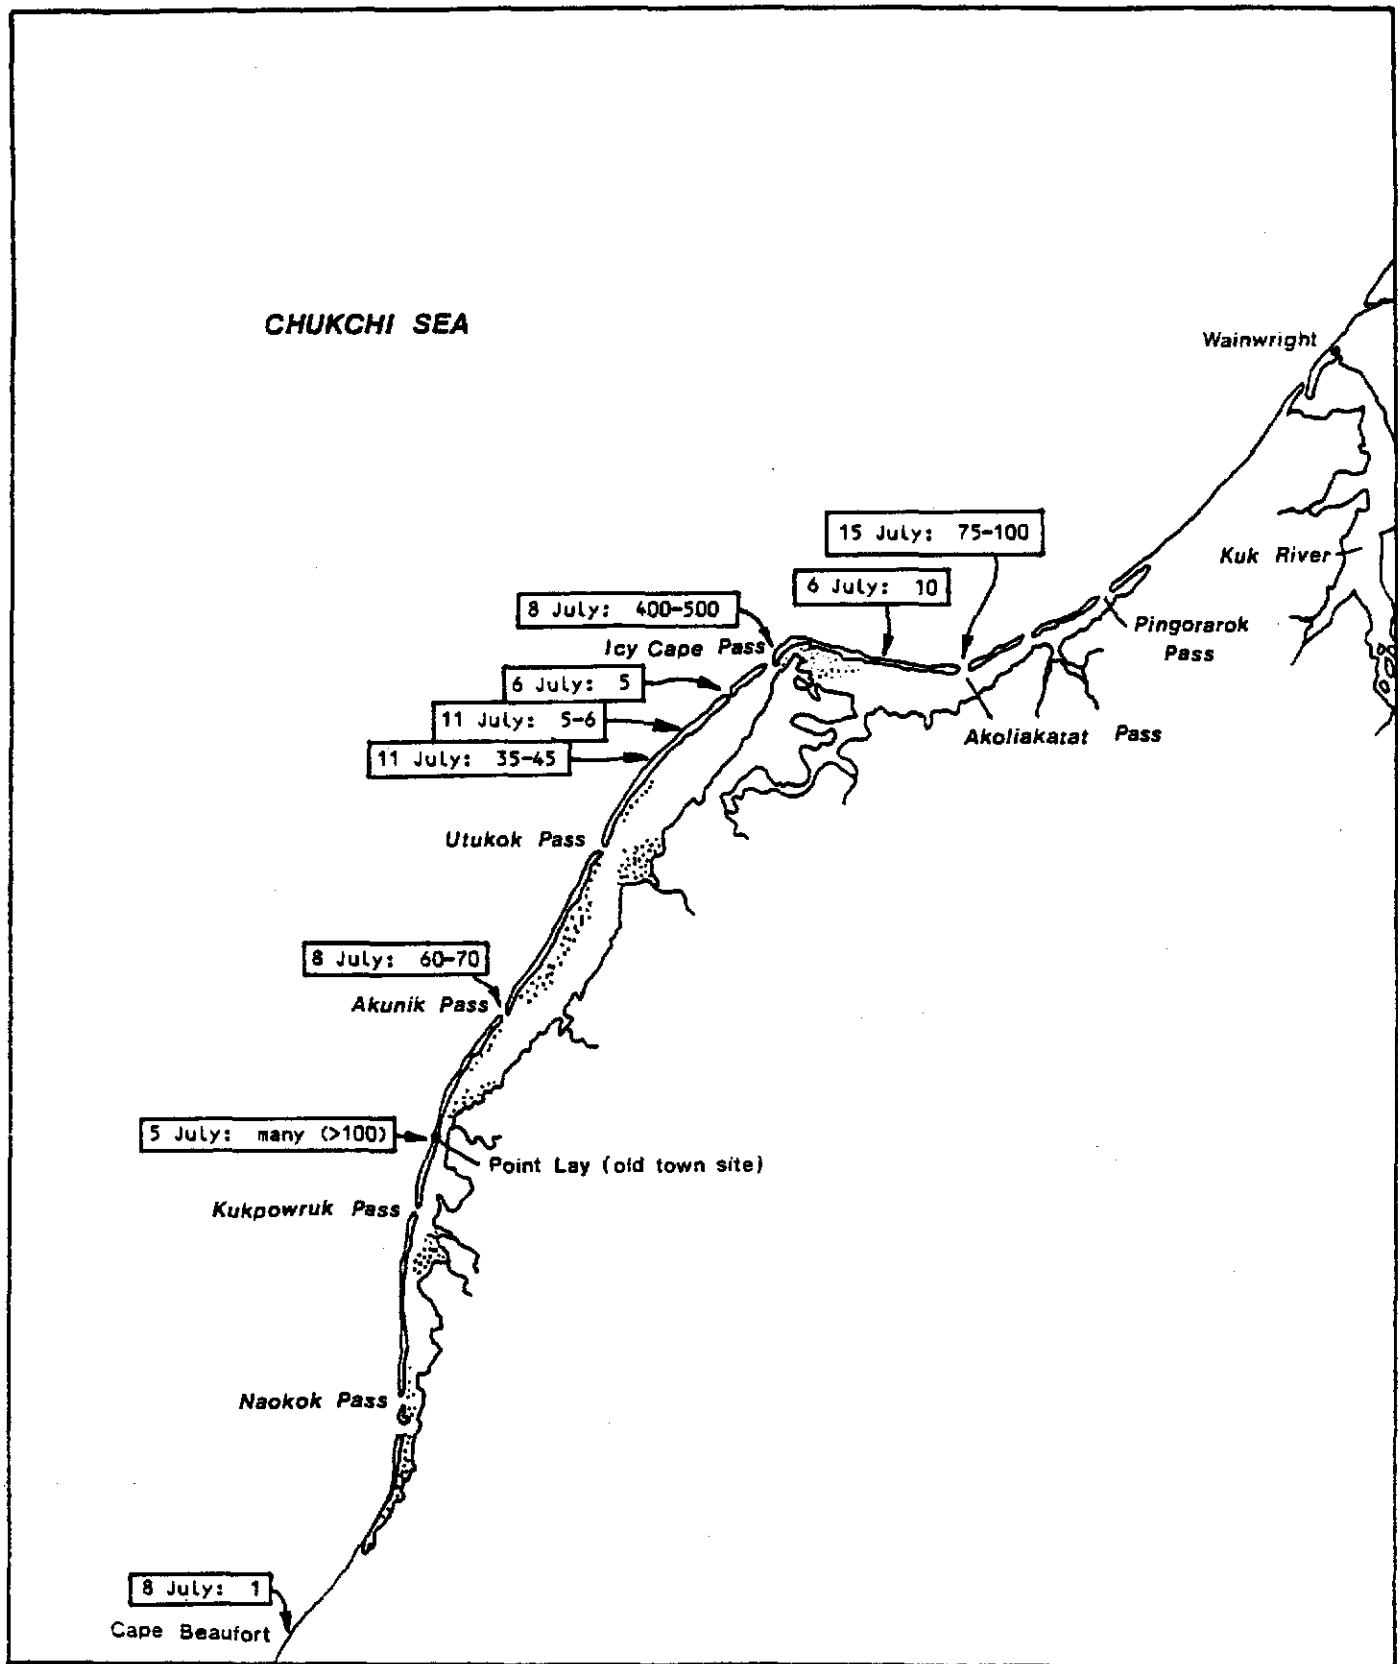 CHUKCHI SEA
Wainwright
15 July: 75-100
Kuk River
6 July: 10
8 July: 400-500
Pingorarok
Pass
Icy Cape Pass
6 July: 5
11 July: 5-6
Akoliakatat Pass
11 July: 35-45
Utukok Pass
8 July: 60-70
Akunik Pass
5 July: many (>100)
Point Lay (old town site)
Kukpowruk Pass
Naokok Pass
8 July: 1
Cape Beaufort